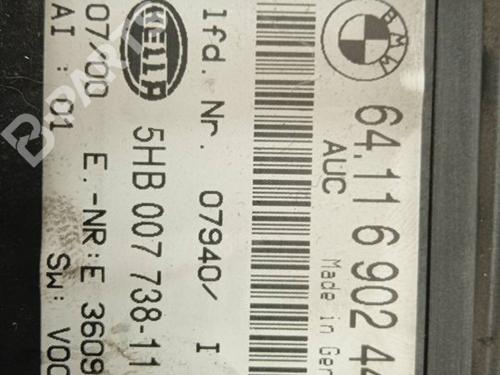 BMW
64.11 6 902 44
AUC
Made in Ger
lfd. Nr. 07940/ I
HELLA
5HB 007 738-11
07/00 E.-NR:E 3609
AI : 01 SW: V00
B-PARTS